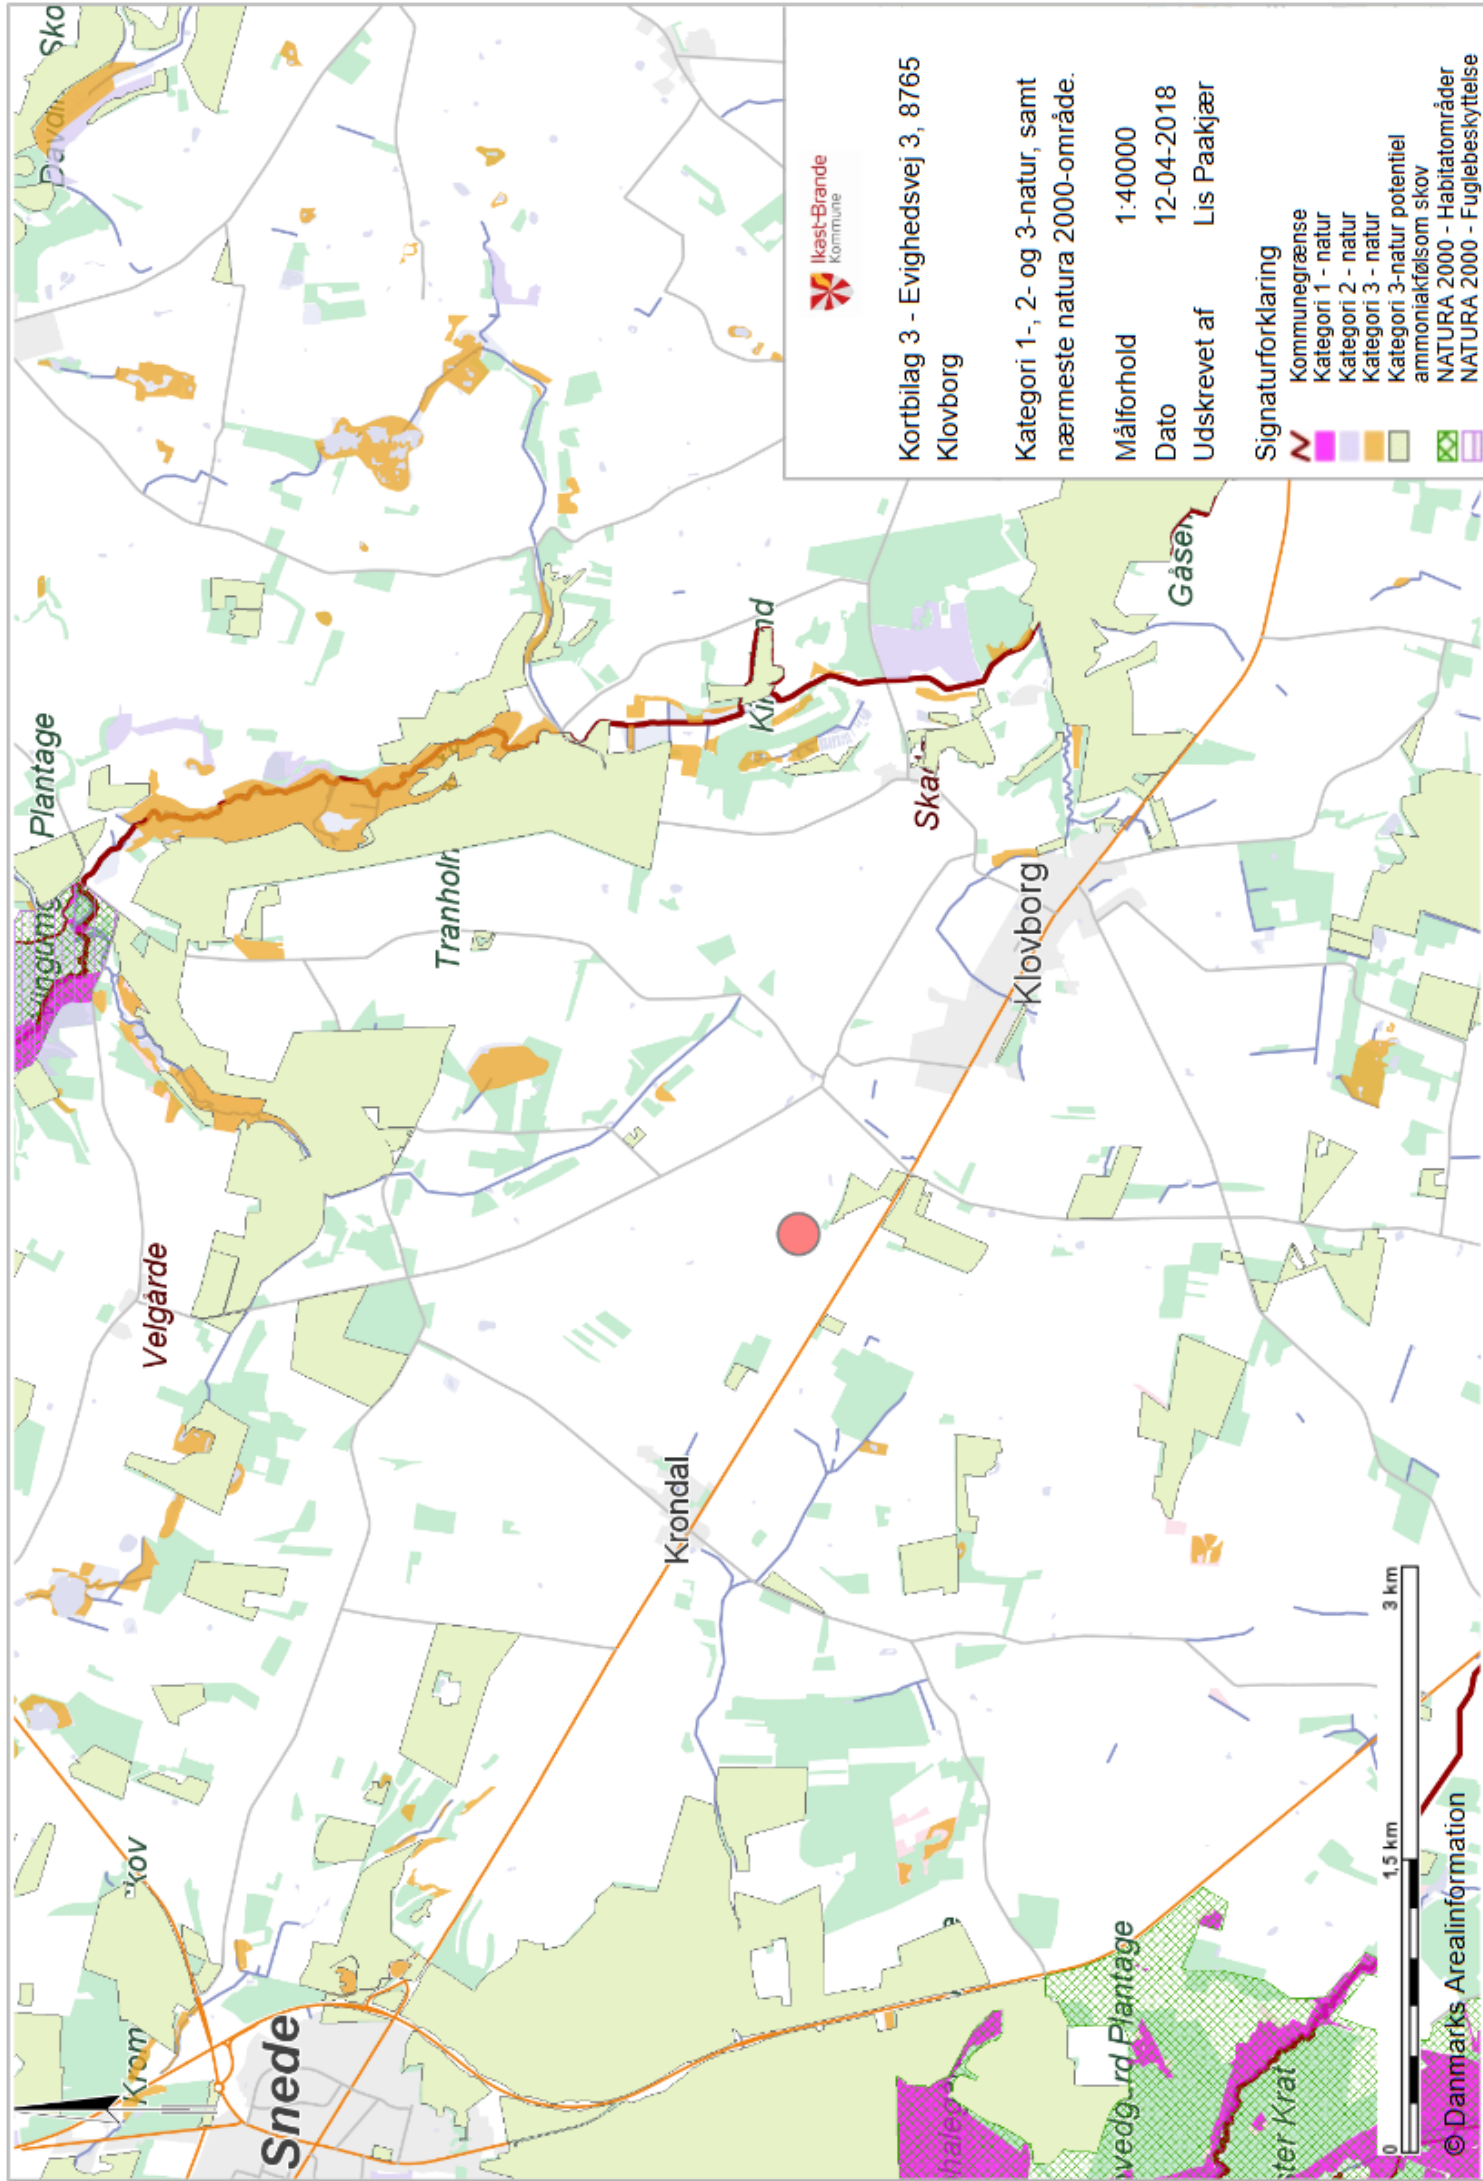 Snede
Krondal
Klovborg
Velgårde
Plantage
Ikast-Brande
Kommune
Kortbilag 3 - Evighedsvej 3, 8765
Klovborg
Kategori 1-, 2- og 3-natur, samt
nærmeste natura 2000-område.
Målforhold 1:40000
Dato 12-04-2018
Udskrevet af Lis Paakjær
Signaturforklaring
Kommunegrænse
Kategori 1 - natur
Kategori 2 - natur
Kategori 3 - natur
Kategori 3-natur potentiel
ammoniakfølsom skov
NATURA 2000 - Habitatområder
NATURA 2000 - Fuglebeskyttelse
0 1,5 km 3 km
© Danmarks Arealinformation